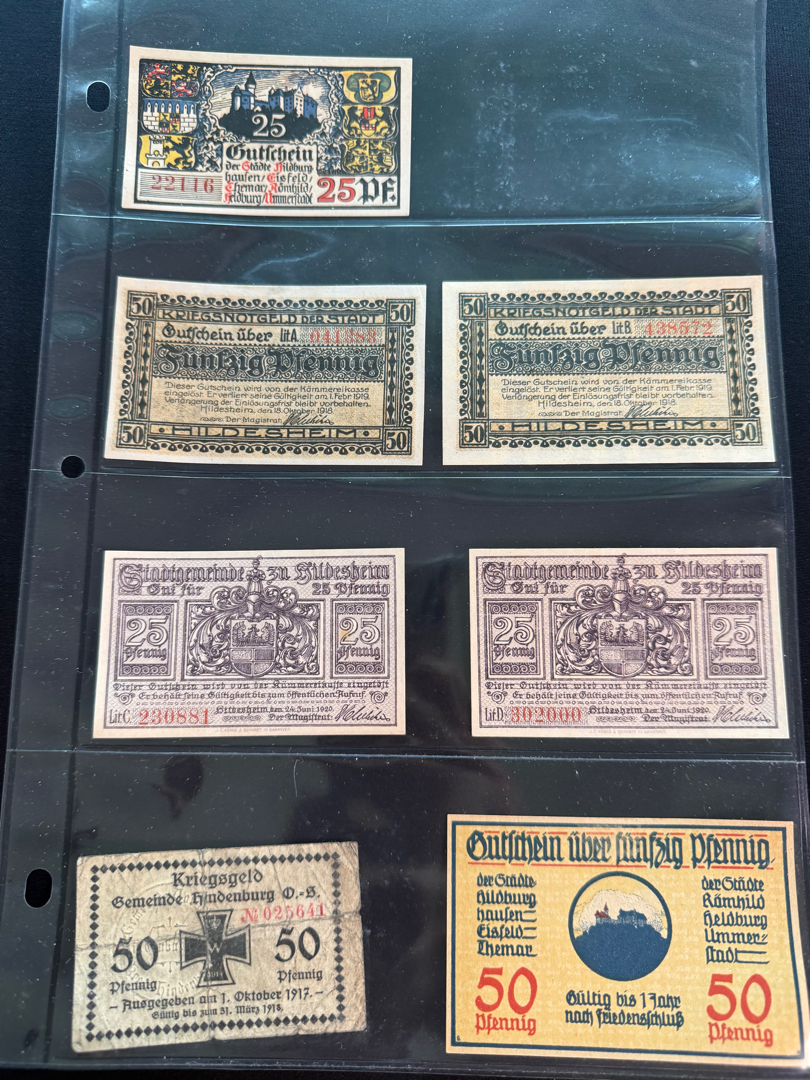 25
Gutschein
der Städte Hildburg
hausen/Eisfeld/
Themar/Römhild/
Heldburg/Ummerstadt
22116
25 Pf.
50 50
KRIEGSNOTGELD DER STADT
Gutschein über Lit.A. 041383
Fünfzig Pfennig
Dieser Gutschein wird von der Kämmereikasse
eingelöst. Er verliert seine Gültigkeit am 1. Febr. 1919.
Verlängerung der Einlösungsfrist bleibt vorbehalten.
Hildesheim, den 18. Oktober 1918.
Der Magistrat:
50 50
HILDESHEIM
50 50
KRIEGSNOTGELD DER STADT
Gutschein über Lit.B. 438572
Fünfzig Pfennig
Dieser Gutschein wird von der Kämmereikasse
eingelöst. Er verliert seine Gültigkeit am 1. Febr. 1919.
Verlängerung der Einlösungsfrist bleibt vorbehalten.
Hildesheim, den 18. Oktober 1918.
Der Magistrat:
50 50
HILDESHEIM
Stadtgemeinde zu Hildesheim
Gut für 25 Pfennig
25 25
Pfennig Pfennig
Dieser Gutschein wird von der Kämmereikasse eingelöst
Er behält seine Gültigkeit bis zum öffentlichen Aufruf.
Hildesheim, den 24. Juni 1920.
Lit.C. 230881 Der Magistrat:
Stadtgemeinde zu Hildesheim
Gut für 25 Pfennig
25 25
Pfennig Pfennig
Dieser Gutschein wird von der Kämmereikasse eingelöst
Er behält seine Gültigkeit bis zum öffentlichen Aufruf.
Hildesheim, den 24. Juni 1920.
Lit.D. 302000 Der Magistrat:
Kriegsgeld
Gemeinde Hindenburg O.-S.
№ 025641
50 W 50
Pfennig 1914 Pfennig
– Ausgegeben am 1. Oktober 1917. –
Gültig bis zum 31. März 1918.
Gutschein über fünfzig Pfennig
der Städte
Hildburg
hausen
Eisfeld
Themar
der Städte
Römhild
Heldburg
Ummer=
stadt
50
Pfennig
Gültig bis 1 Jahr
nach Friedensschluß
50
Pfennig